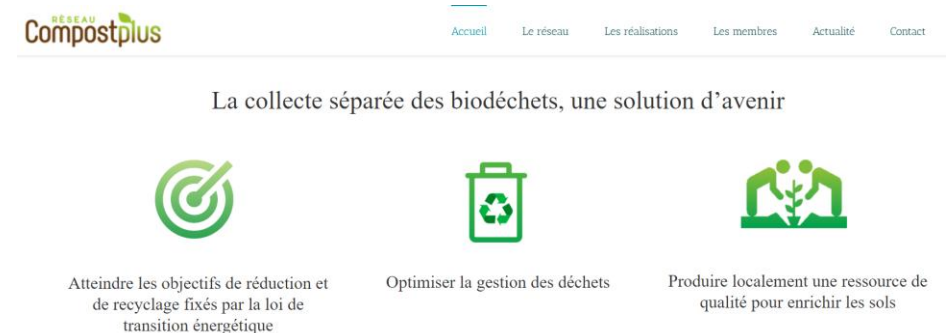 RÉSEAU
Compostplus
Accueil Le réseau Les réalisations Les membres Actualité Contact
La collecte séparée des biodéchets, une solution d’avenir
Atteindre les objectifs de réduction et
de recyclage fixés par la loi de
transition énergétique
Optimiser la gestion des déchets
Produire localement une ressource de
qualité pour enrichir les sols